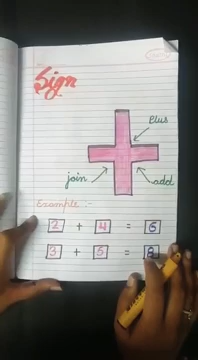 Sign
Plus
join
add
Example :-
2 + 4 = 6
3 + 5 = 8